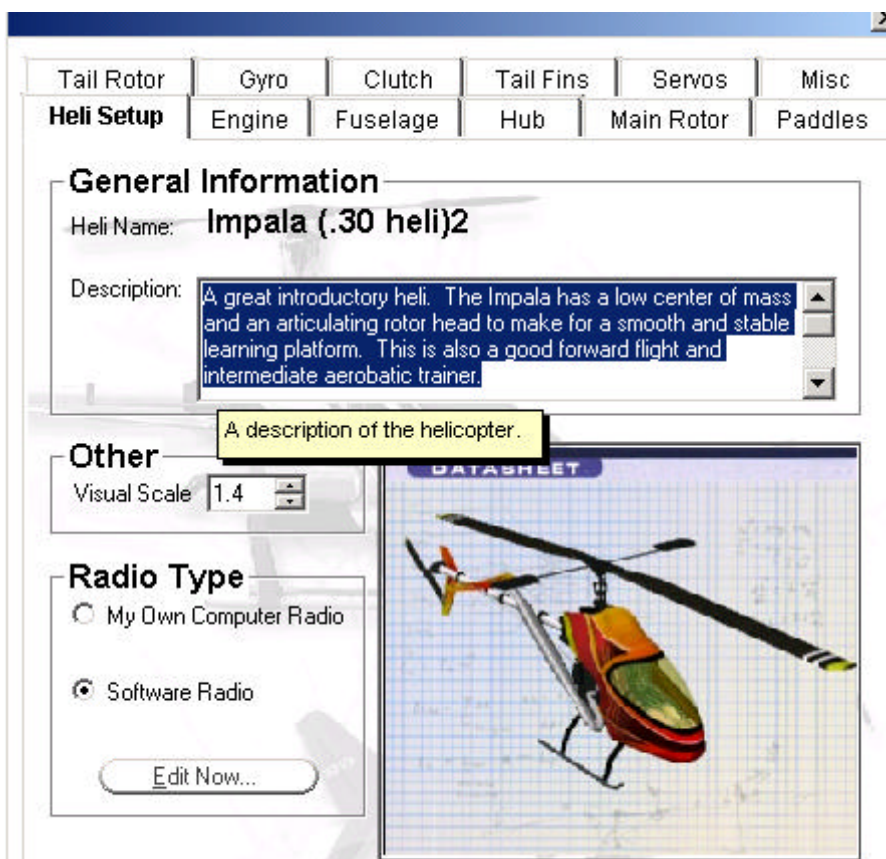 Tail Rotor Gyro Clutch Tail Fins Servos Misc
Heli Setup Engine Fuselage Hub Main Rotor Paddles
General Information
Heli Name: Impala (.30 heli)2
Description: A great introductory heli. The Impala has a low center of mass
and an articulating rotor head to make for a smooth and stable
learning platform. This is also a good forward flight and
intermediate aerobatic trainer.
A description of the helicopter.
Other
Visual Scale 1.4
DATASHEET
Radio Type
My Own Computer Radio
Software Radio
Edit Now...